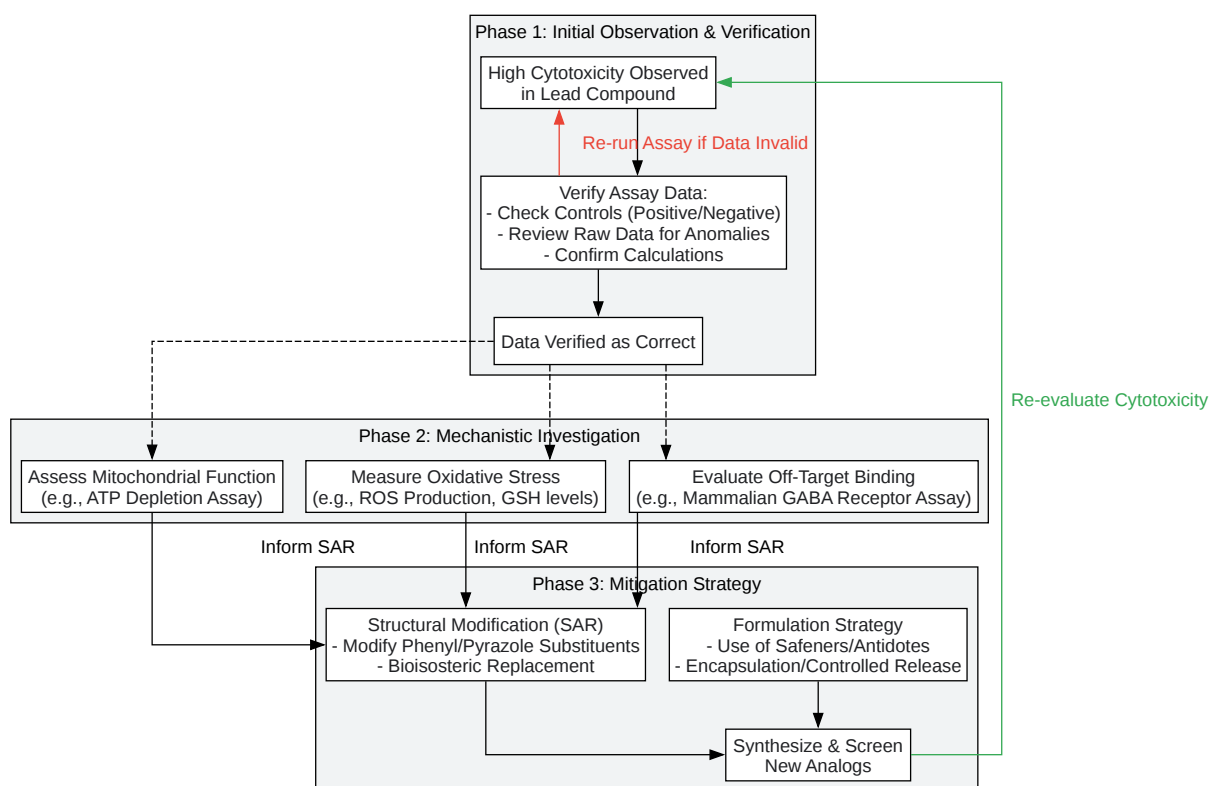 Phase 1: Initial Observation & Verification
High Cytotoxicity Observed
in Lead Compound
Re-run Assay if Data Invalid
Verify Assay Data:
- Check Controls (Positive/Negative)
- Review Raw Data for Anomalies
- Confirm Calculations
Data Verified as Correct
Re-evaluate Cytotoxicity
Phase 2: Mechanistic Investigation
Assess Mitochondrial Function
(e.g., ATP Depletion Assay)
Measure Oxidative Stress
(e.g., ROS Production, GSH levels)
Evaluate Off-Target Binding
(e.g., Mammalian GABA Receptor Assay)
Inform SAR
Inform SAR
Inform SAR
Phase 3: Mitigation Strategy
Structural Modification (SAR)
- Modify Phenyl/Pyrazole Substituents
- Bioisosteric Replacement
Formulation Strategy
- Use of Safeners/Antidotes
- Encapsulation/Controlled Release
Synthesize & Screen
New Analogs